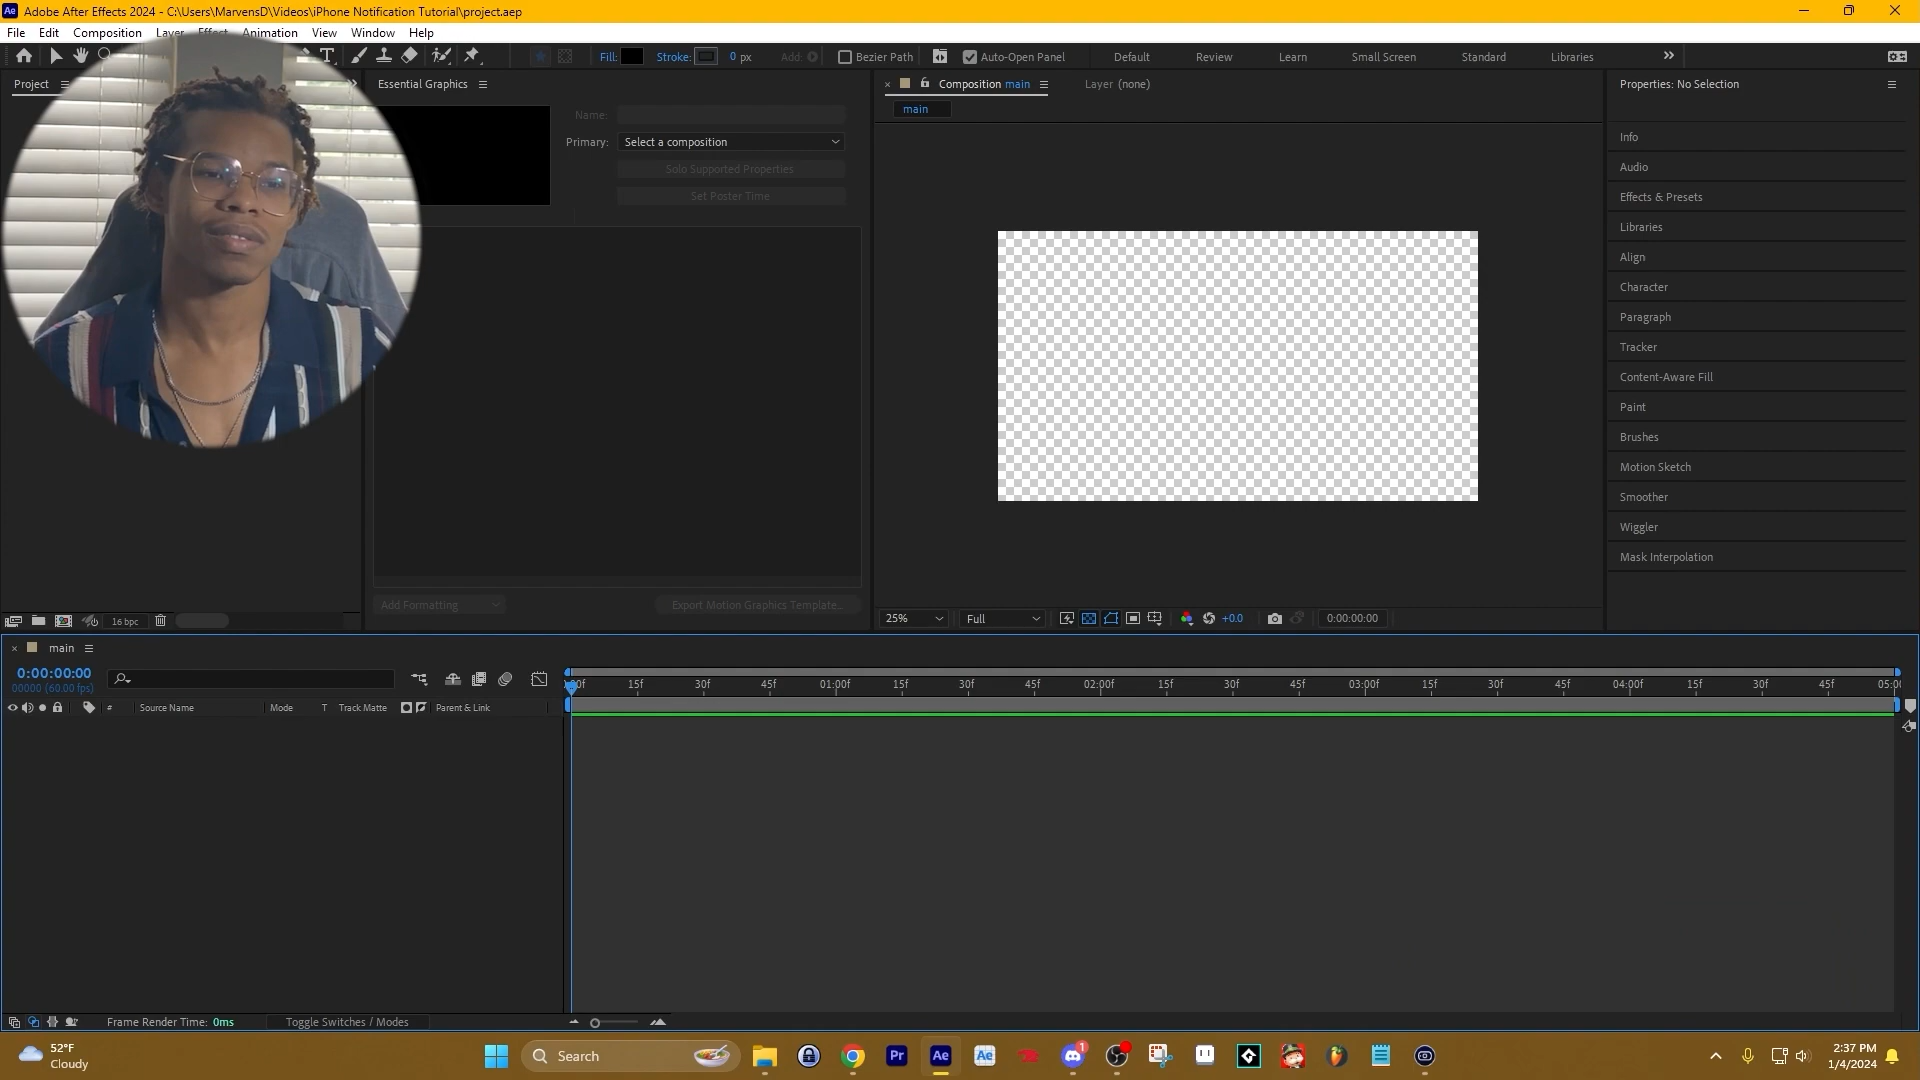 Adobe After Effects 2024 - C:\Users\MarvensD\Videos\iPhone Notification Tutorial\project.aep
File Edit Composition Layer Effect Animation View Window Help
Fill: Stroke: 0 px Add: Bezier Path Auto-Open Panel Default Review Learn Small Screen Standard Libraries
Project Essential Graphics Composition main Layer (none) Properties: No Selection
main
Name:
Primary: Select a composition
Solo Supported Properties
Set Poster Time
Info
Audio
Effects & Presets
Libraries
Align
Character
Paragraph
Tracker
Content-Aware Fill
Paint
Brushes
Motion Sketch
Smoother
Wiggler
Mask Interpolation
Add Formatting Export Motion Graphics Template...
16 bpc 25% Full +0.0 0:00:00:00
main
0:00:00:00
00000 (60.00 fps)
15f 30f 45f 01:00f 15f 30f 45f 02:00f 15f 30f 45f 03:00f 15f 30f 45f 04:00f 15f 30f 45f
# Source Name Mode T Track Matte Parent & Link
Frame Render Time: 0ms Toggle Switches / Modes
52°F
Cloudy
Search
Pr Ae Ae 1
2:37 PM
1/4/2024